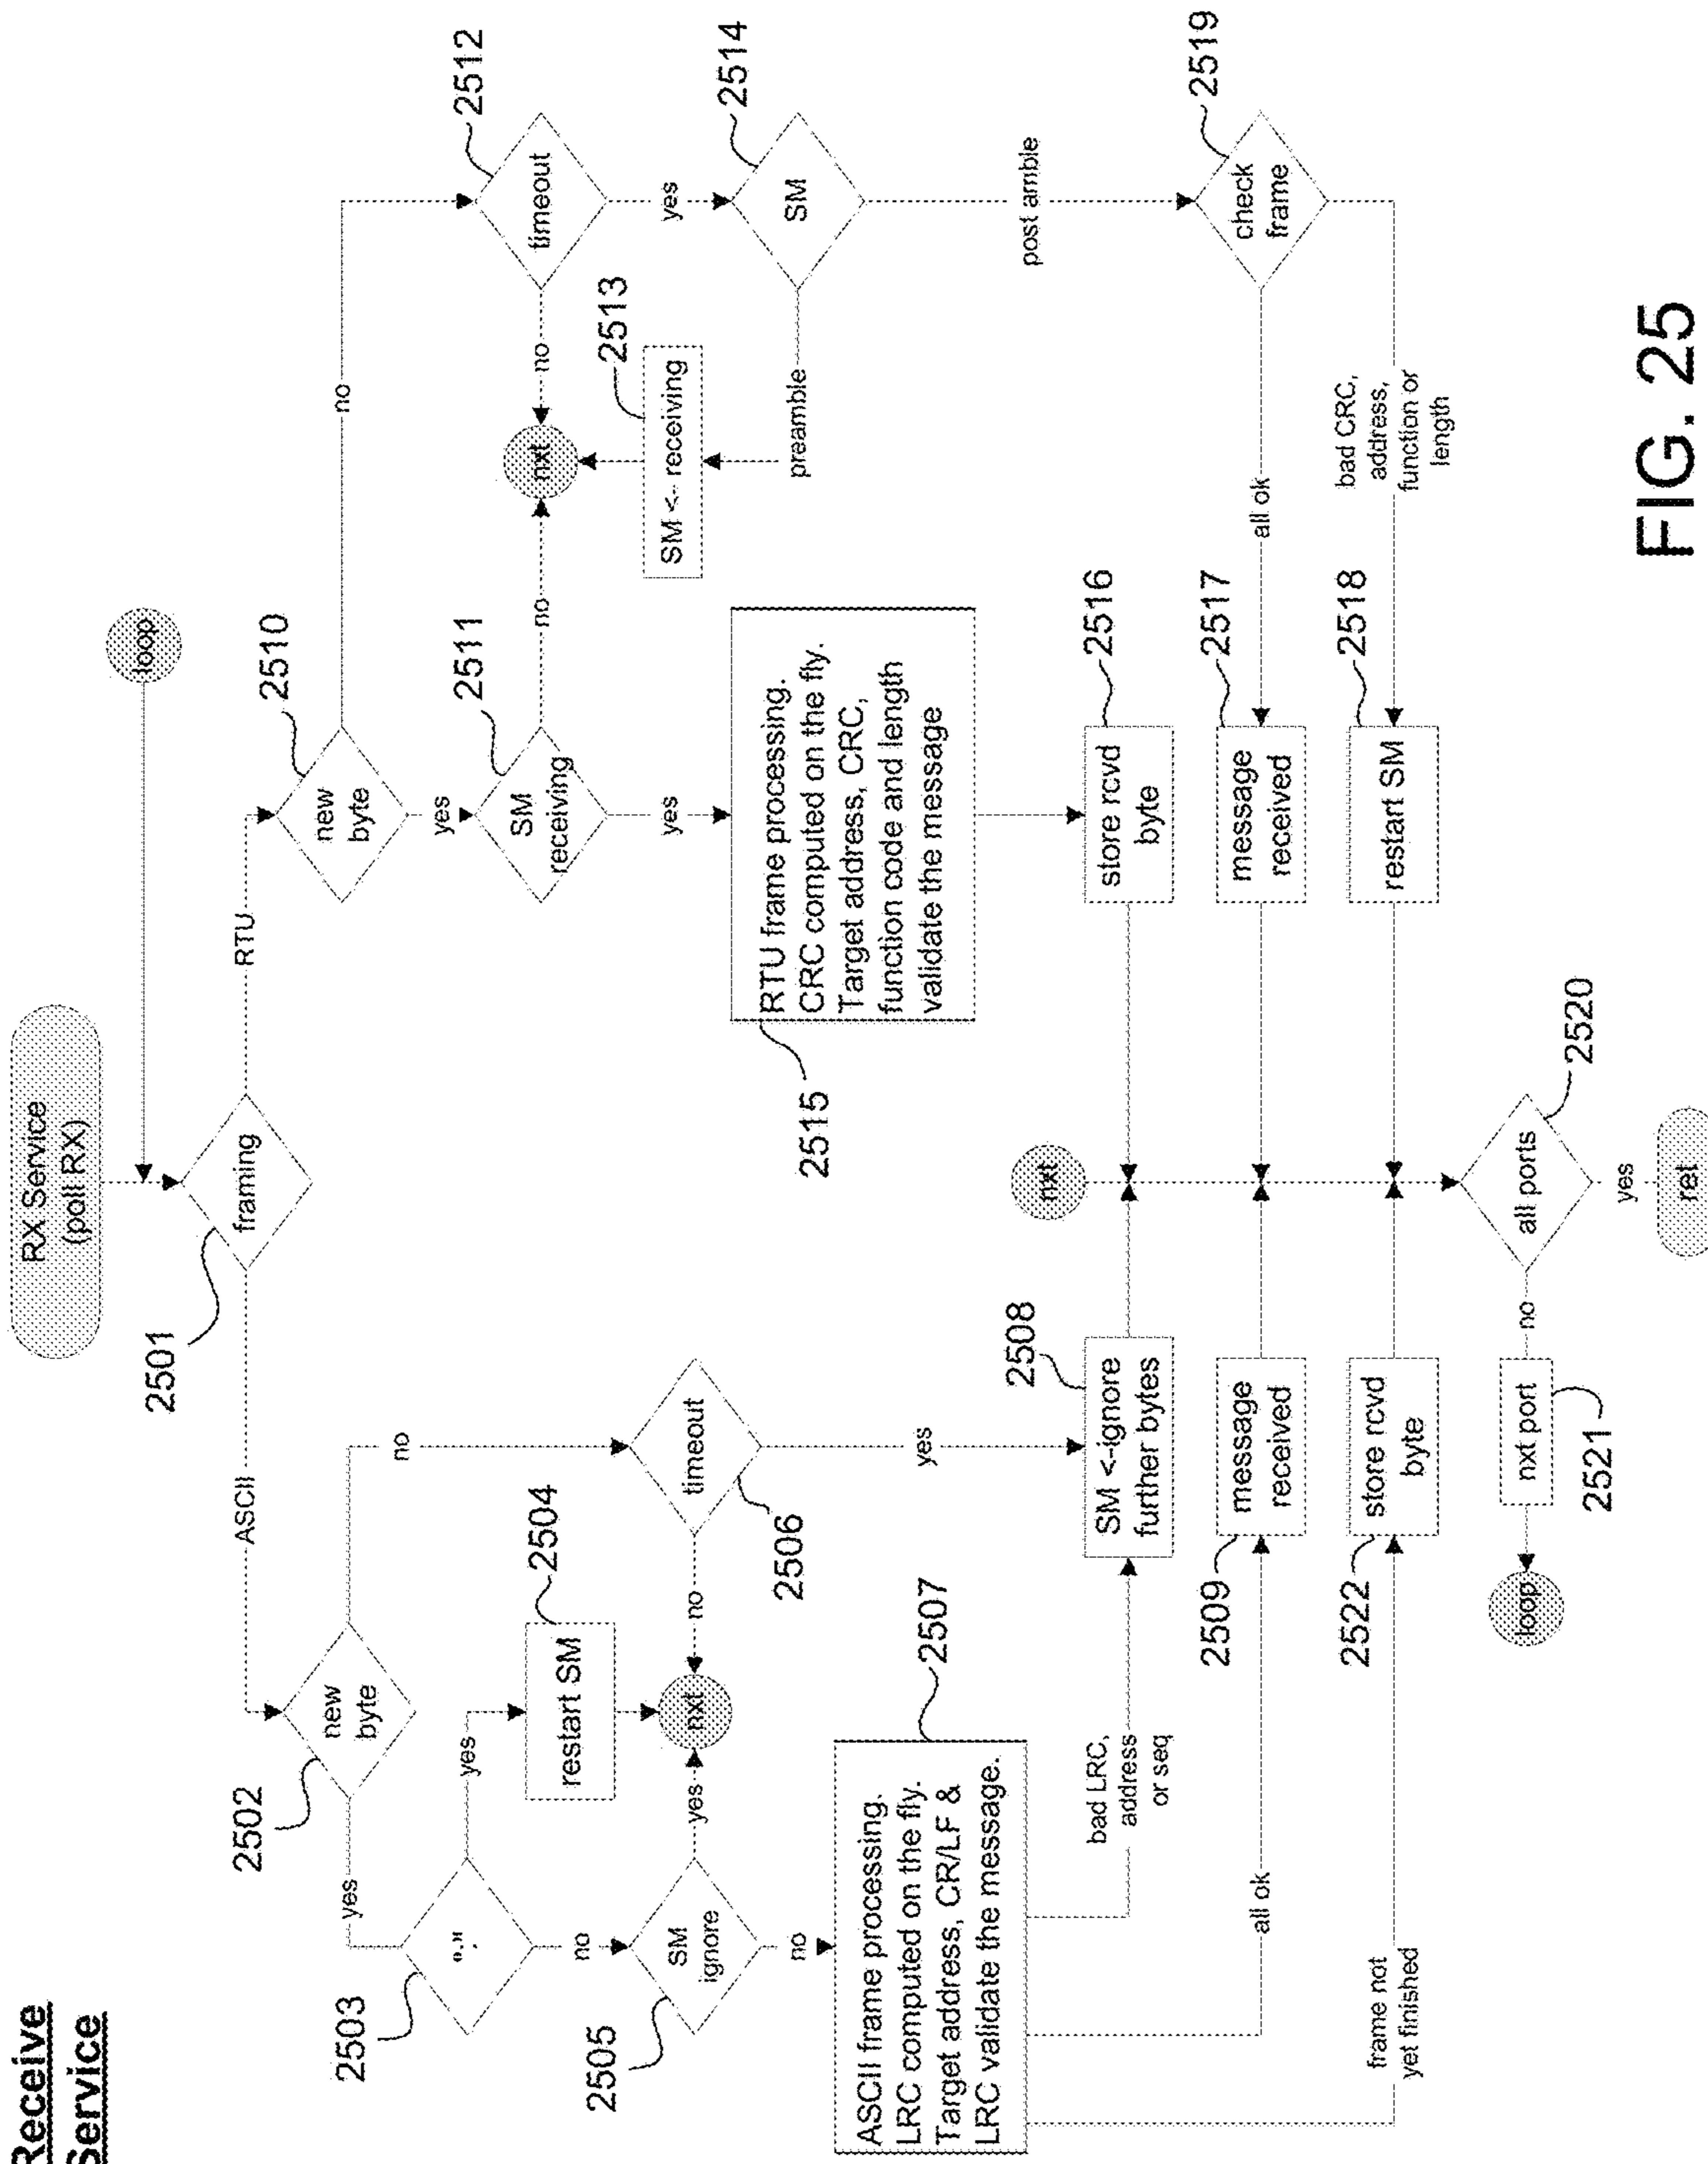 Receive
Service
RX Service
(poll RX)
loop
2501
framing
ASCII
RTU
2502
new
byte
yes
no
2503
":"
yes
no
2504
restart SM
2505
SM
ignore
yes
no
nxt
2506
timeout
no
yes
2507
ASCII frame processing.
LRC computed on the fly.
Target address, CR/LF &
LRC validate the message.
bad LRC,
address
or seq
all ok
frame not
yet finished
2508
SM <-ignore
further bytes
2509
message
received
2522
store rcvd
byte
2510
new
byte
yes
no
2511
SM
receiving
no
yes
nxt
2512
timeout
no
yes
2513
SM <- receiving
2514
SM
preamble
post amble
2515
RTU frame processing.
CRC computed on the fly.
Target address, CRC,
function code and length
validate the message
2516
store rcvd
byte
2517
message
received
2518
restart SM
2519
check
frame
all ok
bad CRC,
address,
function or
length
nxt
2520
all ports
no
yes
2521
nxt port
loop
ret
FIG. 25